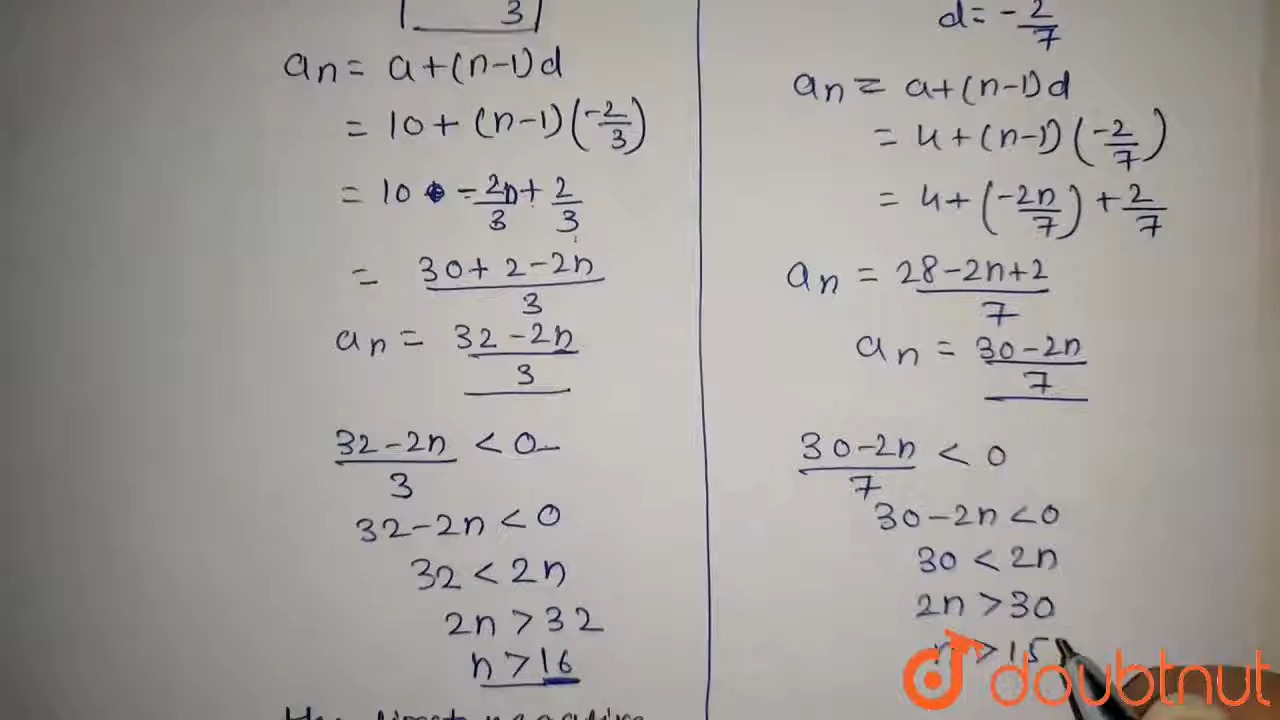 3
aₙ = a+(n-1)d
= 10 + (n-1)(-2/3)
= 10 - 2n/3 + 2/3
= 30+2-2n/3
aₙ = 32-2n/3
32-2n/3 < 0
32-2n < 0
32 < 2n
2n > 32
n > 16
d = -2/7
aₙ = a+(n-1)d
= 4+(n-1)(-2/7)
= 4+(-2n/7)+2/7
aₙ = 28-2n+2/7
aₙ = 30-2n/7
30-2n/7 < 0
30-2n < 0
30 < 2n
2n > 30
n > 15
doubtnut